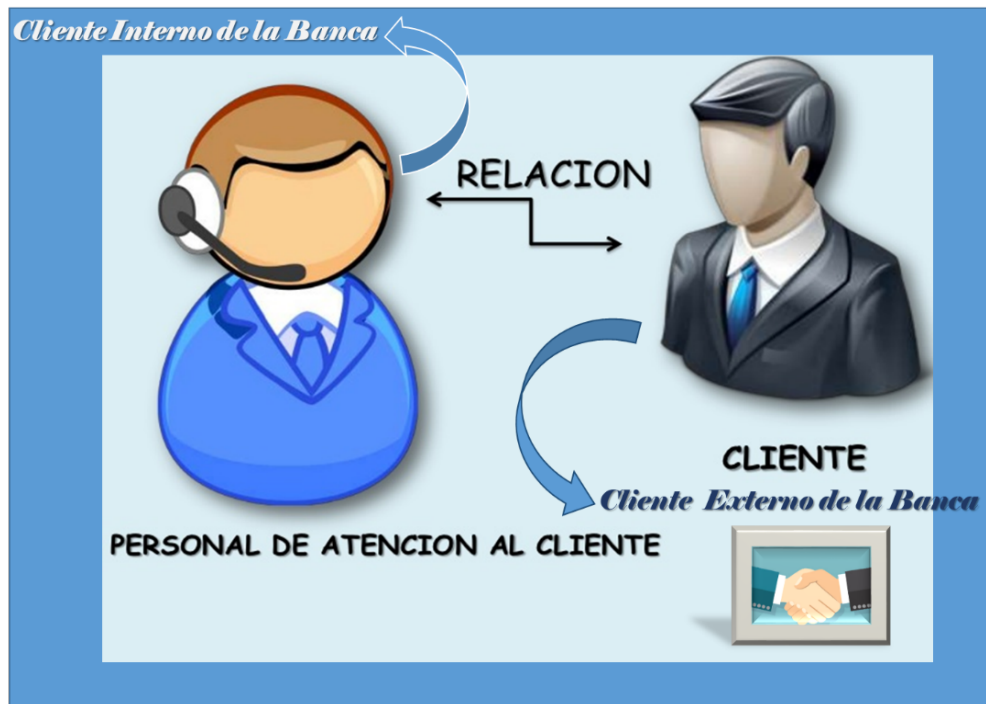 Cliente Interno de la Banca
RELACION
CLIENTE
Cliente Externo de la Banca
PERSONAL DE ATENCION AL CLIENTE